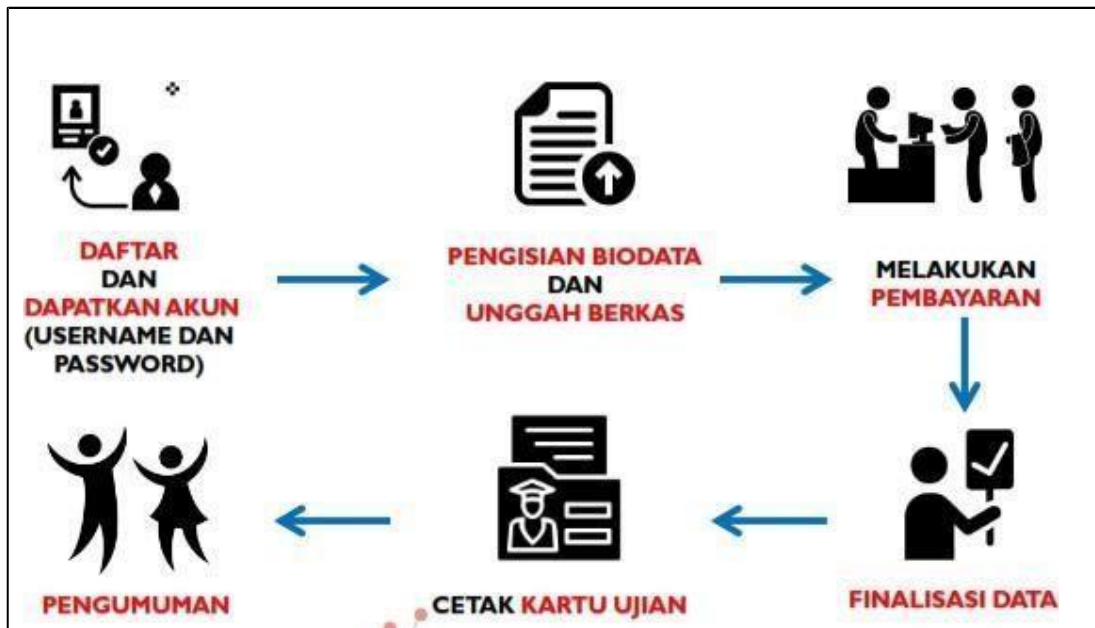 DAFTAR
DAN
DAPATKAN AKUN
(USERNAME DAN
PASSWORD)
PENGISIAN BIODATA
DAN
UNGGAH BERKAS
MELAKUKAN
PEMBAYARAN
FINALISASI DATA
CETAK KARTU UJIAN
PENGUMUMAN